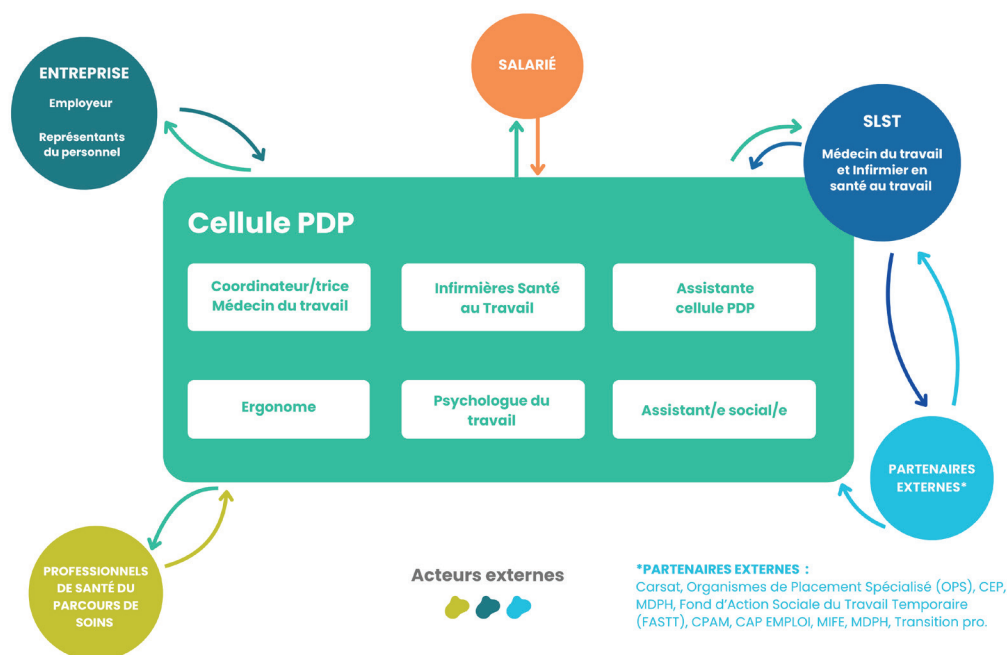 ENTREPRISE
Employeur
Représentants
du personnel
SALARIÉ
SLST
Médecin du travail
et Infirmier en
santé au travail
Cellule PDP
Coordinateur/trice
Médecin du travail
Infirmières Santé
au Travail
Assistante
cellule PDP
Ergonome
Psychologue du
travail
Assistant/e social/e
PARTENAIRES
EXTERNES*
PROFESSIONNELS
DE SANTÉ DU
PARCOURS DE
SOINS
Acteurs externes
*PARTENAIRES EXTERNES :
Carsat, Organismes de Placement Spécialisé (OPS), CEP,
MDPH, Fond d'Action Sociale du Travail Temporaire
(FASTT), CPAM, CAP EMPLOI, MIFE, MDPH, Transition pro.